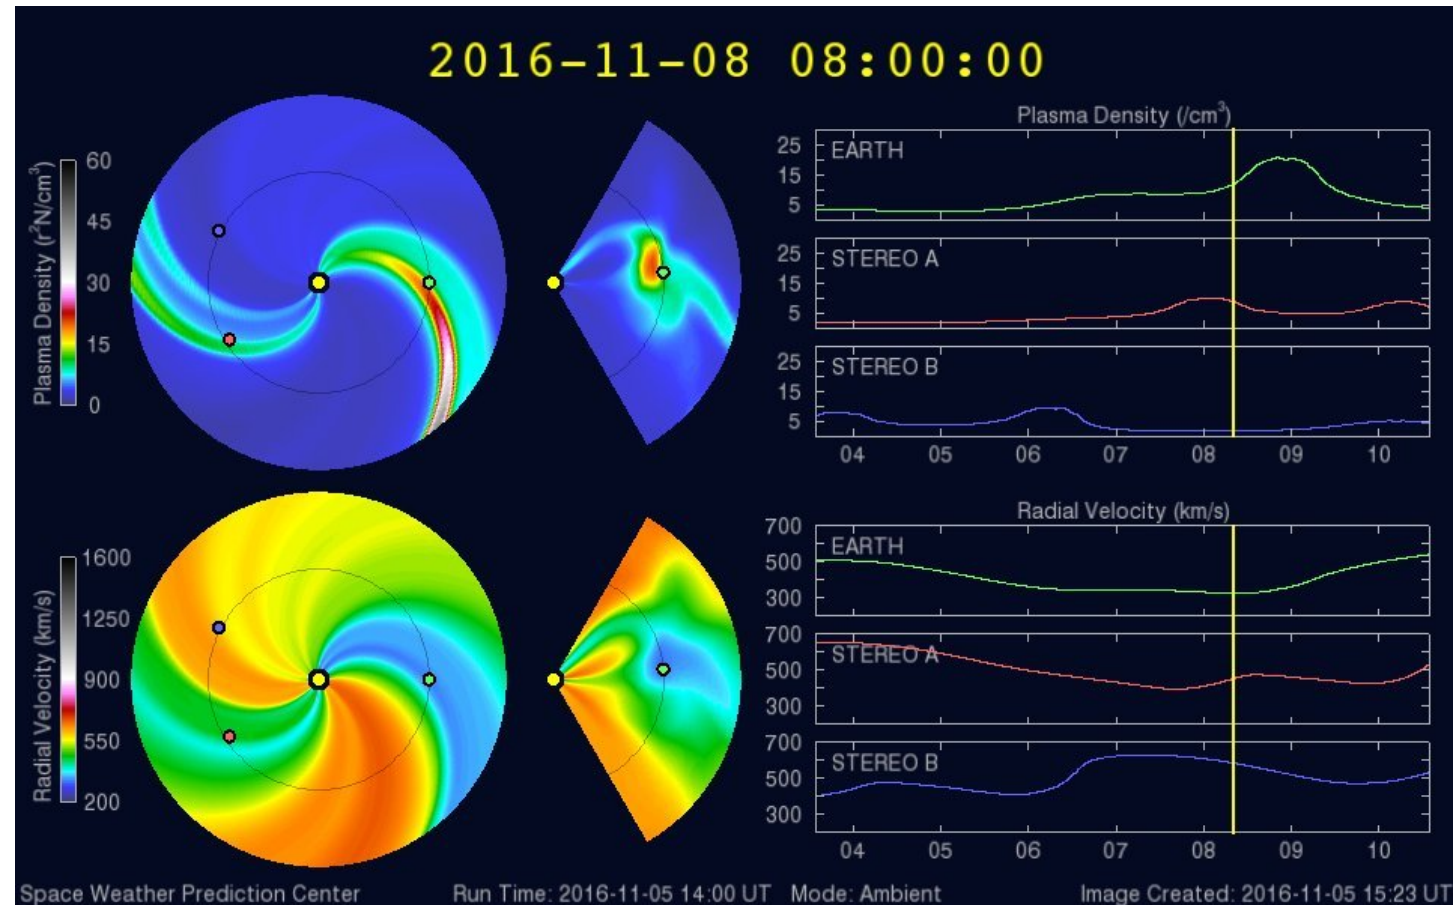 2016-11-08 08:00:00
Plasma Density (r²N/cm³)
60
45
30
15
0
Plasma Density (/cm³)
EARTH
25
15
5
STEREO A
25
15
5
STEREO B
25
15
5
04 05 06 07 08 09 10
Radial Velocity (km/s)
1600
1250
900
550
200
Radial Velocity (km/s)
EARTH
700
500
300
STEREO A
700
500
300
STEREO B
700
500
300
04 05 06 07 08 09 10
Space Weather Prediction Center Run Time: 2016-11-05 14:00 UT Mode: Ambient Image Created: 2016-11-05 15:23 UT